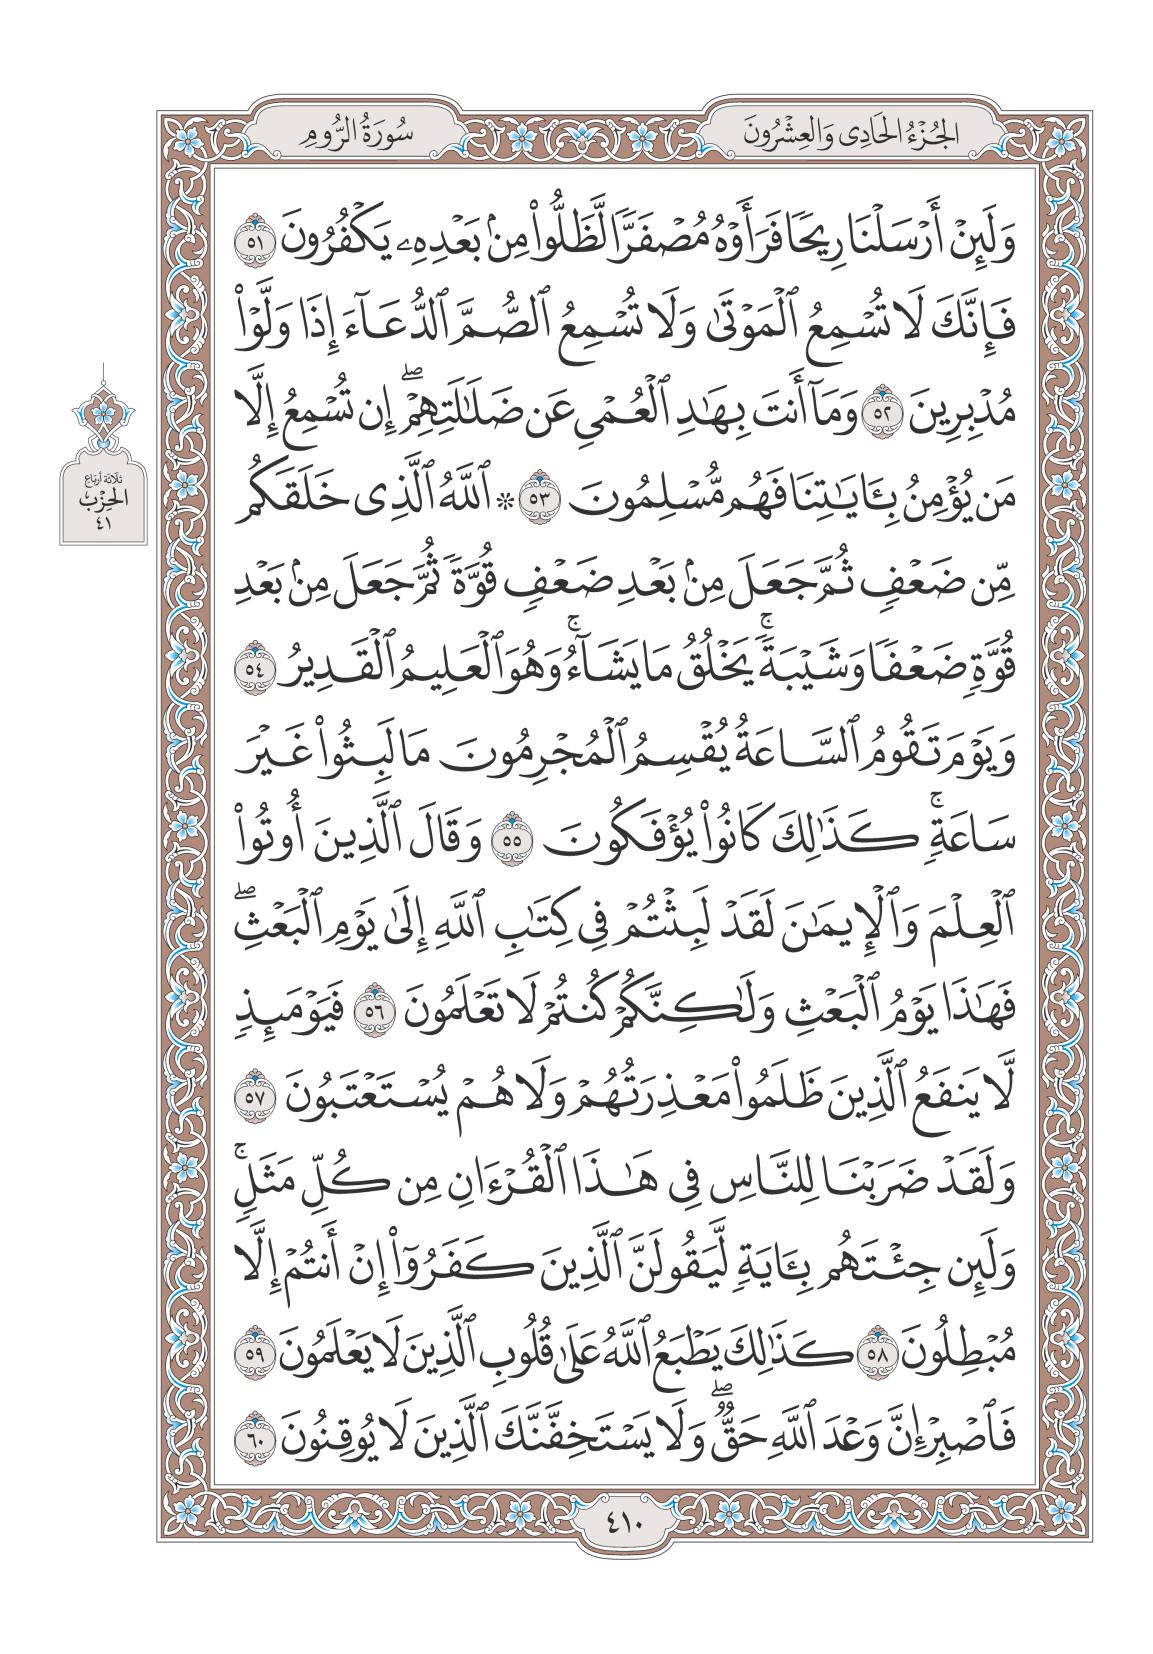 الجُزْءُ الحَادِي وَالعِشْرُونَ
سُورَةُ الرُّومِ
وَلَئِنْ أَرْسَلْنَا رِيحًا فَرَأَوْهُ مُصْفَرًّا لَّظَلُّوا۟ مِنۢ بَعْدِهِۦ يَكْفُرُونَ ٥١
فَإِنَّكَ لَا تُسْمِعُ ٱلْمَوْتَىٰ وَلَا تُسْمِعُ ٱلصُّمَّ ٱلدُّعَآءَ إِذَا وَلَّوْا۟
مُدْبِرِينَ ٥٢ وَمَآ أَنتَ بِهَٰدِ ٱلْعُمْيِ عَن ضَلَٰلَتِهِمْۖ إِن تُسْمِعُ إِلَّا
مَن يُؤْمِنُ بِـَٔايَٰتِنَا فَهُم مُّسْلِمُونَ ٥٣ * ٱللَّهُ ٱلَّذِى خَلَقَكُم
ثلاثة أرباع
الحِزْب
٤١
مِّن ضَعْفٍ ثُمَّ جَعَلَ مِنۢ بَعْدِ ضَعْفٍ قُوَّةً ثُمَّ جَعَلَ مِنۢ بَعْدِ
قُوَّةٍ ضَعْفًا وَشَيْبَةًۚ يَخْلُقُ مَا يَشَآءُۚ وَهُوَ ٱلْعَلِيمُ ٱلْقَدِيرُ ٥٤
وَيَوْمَ تَقُومُ ٱلسَّاعَةُ يُقْسِمُ ٱلْمُجْرِمُونَ مَا لَبِثُوا۟ غَيْرَ
سَاعَةٍۚ كَذَٰلِكَ كَانُوا۟ يُؤْفَكُونَ ٥٥ وَقَالَ ٱلَّذِينَ أُوتُوا۟
ٱلْعِلْمَ وَٱلْإِيمَٰنَ لَقَدْ لَبِثْتُمْ فِى كِتَٰبِ ٱللَّهِ إِلَىٰ يَوْمِ ٱلْبَعْثِۖ
فَهَٰذَا يَوْمُ ٱلْبَعْثِ وَلَٰكِنَّكُمْ كُنتُمْ لَا تَعْلَمُونَ ٥٦ فَيَوْمَئِذٍ
لَّا يَنفَعُ ٱلَّذِينَ ظَلَمُوا۟ مَعْذِرَتُهُمْ وَلَا هُمْ يُسْتَعْتَبُونَ ٥٧
وَلَقَدْ ضَرَبْنَا لِلنَّاسِ فِى هَٰذَا ٱلْقُرْءَانِ مِن كُلِّ مَثَلٍۚ
وَلَئِن جِئْتَهُم بِـَٔايَةٍ لَّيَقُولَنَّ ٱلَّذِينَ كَفَرُوٓا۟ إِنْ أَنتُمْ إِلَّا
مُبْطِلُونَ ٥٨ كَذَٰلِكَ يَطْبَعُ ٱللَّهُ عَلَىٰ قُلُوبِ ٱلَّذِينَ لَا يَعْلَمُونَ ٥٩
فَٱصْبِرْ إِنَّ وَعْدَ ٱللَّهِ حَقٌّۖ وَلَا يَسْتَخِفَّنَّكَ ٱلَّذِينَ لَا يُوقِنُونَ ٦٠
٤١٠